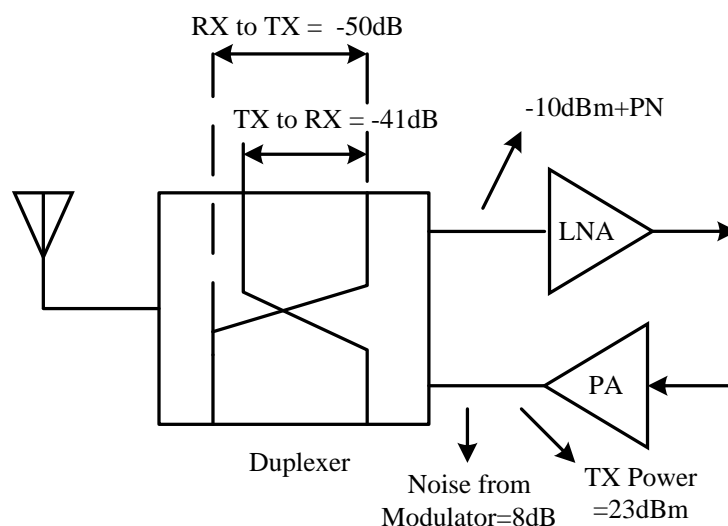 RX to TX = -50dB
TX to RX = -41dB
-10dBm+PN
LNA
PA
Duplexer
Noise from
Modulator=8dB
TX Power
=23dBm